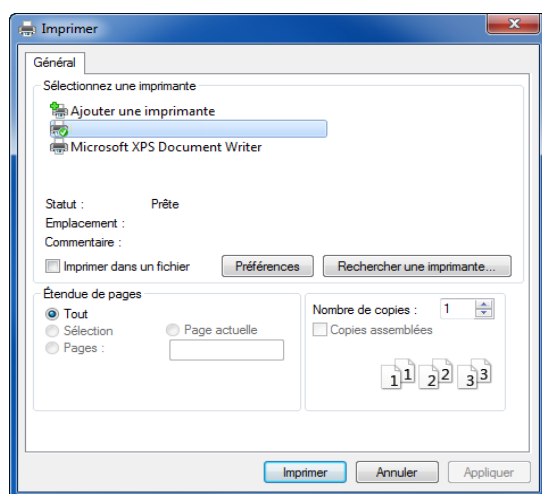 Imprimer
Général
Sélectionnez une imprimante
Ajouter une imprimante
Microsoft XPS Document Writer
Statut : Prête
Emplacement :
Commentaire :
Imprimer dans un fichier Préférences Rechercher une imprimante...
Étendue de pages
Tout
Sélection Page actuelle
Pages :
Nombre de copies : 1
Copies assemblées
1 1 2 2 3 3
Imprimer Annuler Appliquer